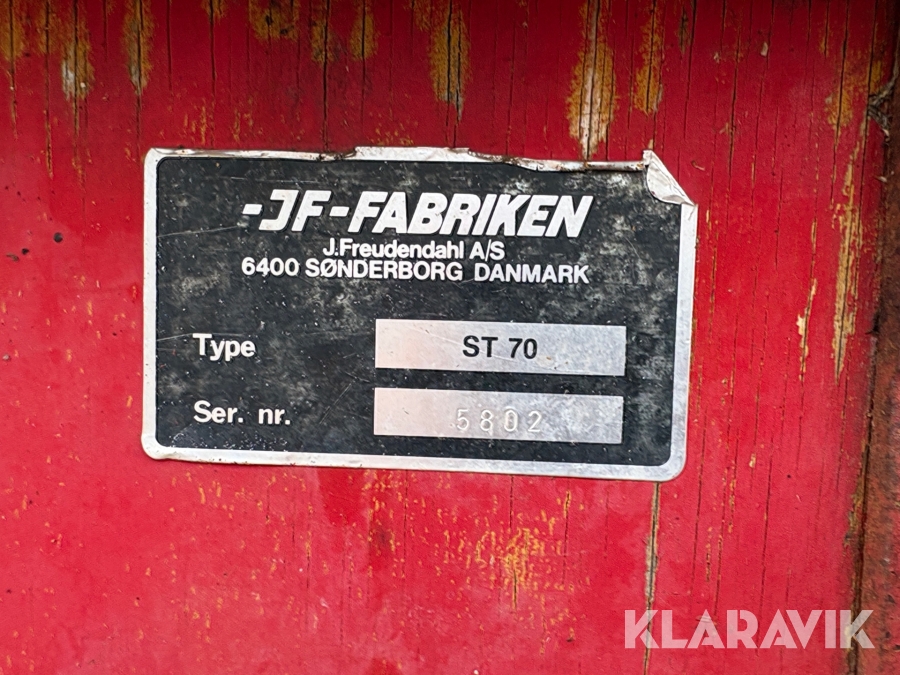 -JF-FABRIKEN
J.Freudendahl A/S
6400 SØNDERBORG DANMARK
Type ST 70
Ser. nr. 5802
KLARAVIK